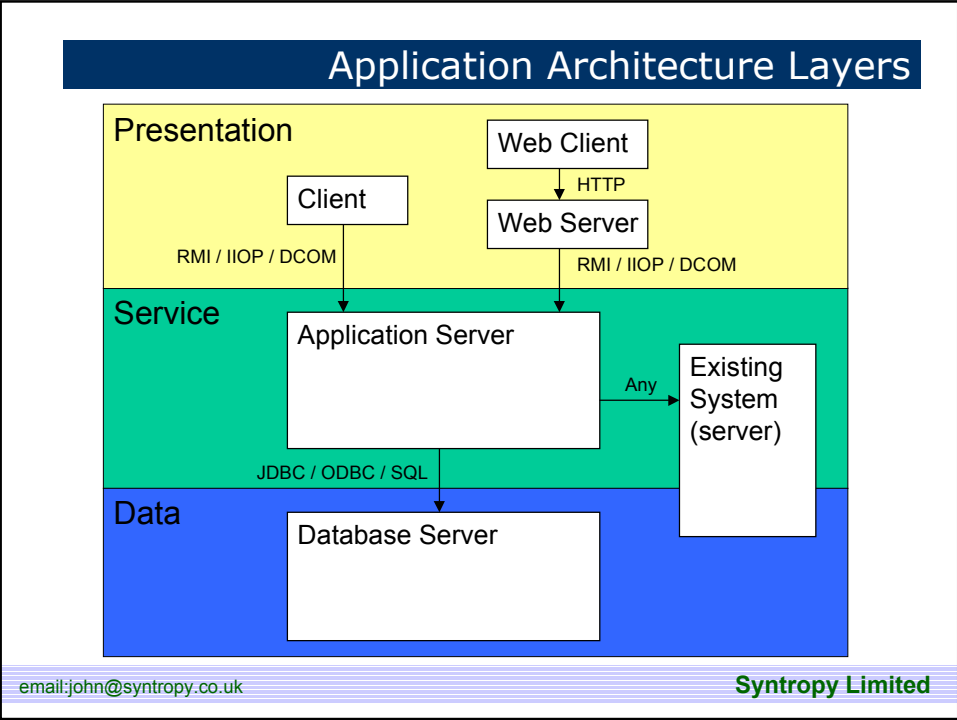 Application Architecture Layers
Presentation
Web Client
HTTP
Client
Web Server
RMI / IIOP / DCOM
RMI / IIOP / DCOM
Service
Application Server
Any
Existing
System
(server)
JDBC / ODBC / SQL
Data
Database Server
email:john@syntropy.co.uk
Syntropy Limited